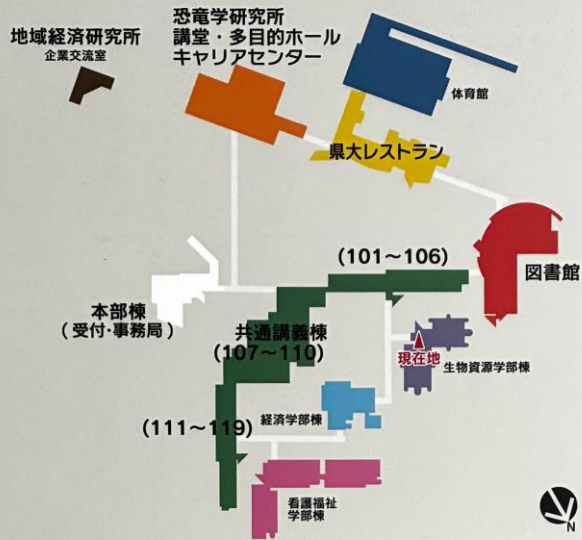 恐竜学研究所
講堂・多目的ホール
キャリアセンター
地域経済研究所
企業交流室
体育館
県大レストラン
(101～106)
図書館
本部棟
(受付・事務局)
共通講義棟
(107～110)
現在地
生物資源学部棟
経済学部棟
(111～119)
看護福祉
学部棟
N